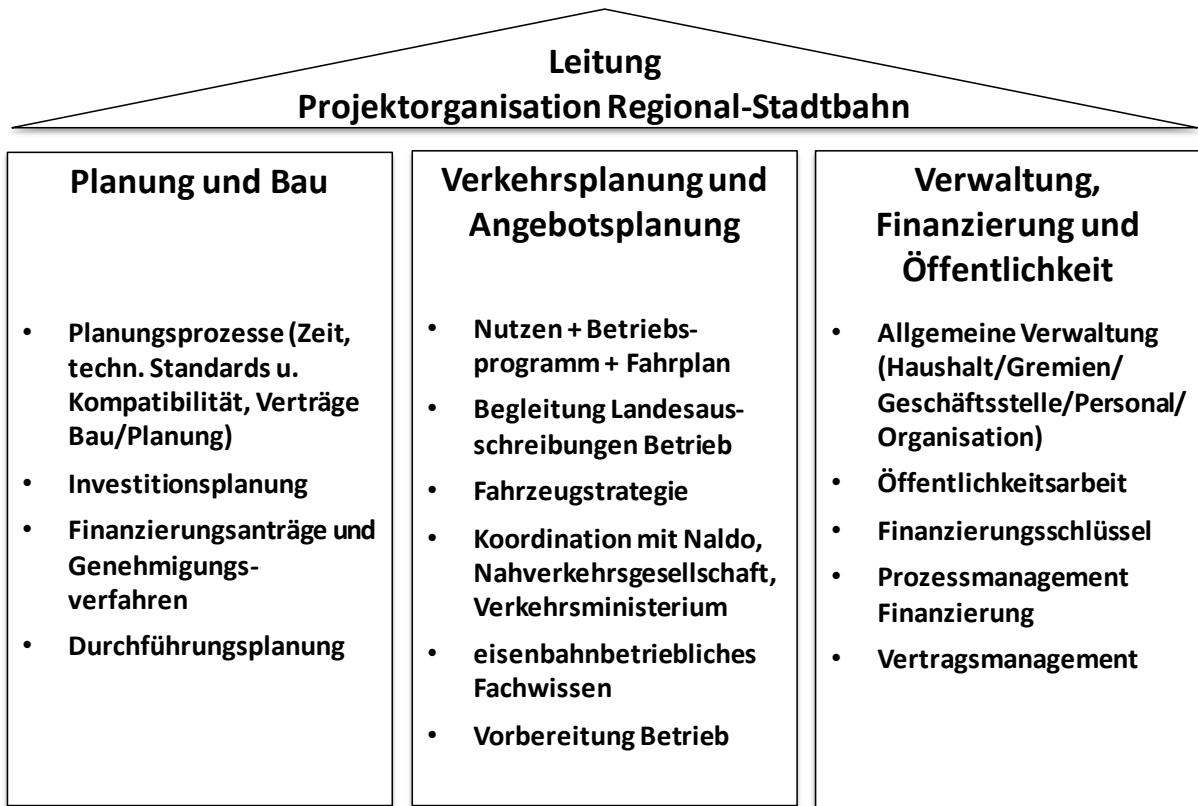 Leitung
Projektorganisation Regional-Stadtbahn
Planung und Bau
• Planungsprozesse (Zeit,
techn. Standards u.
Kompatibilität, Verträge
Bau/Planung)
• Investitionsplanung
• Finanzierungsanträge und
Genehmigungs-
verfahren
• Durchführungsplanung
Verkehrsplanung und
Angebotsplanung
• Nutzen + Betriebs-
programm + Fahrplan
• Begleitung Landesaus-
schreibungen Betrieb
• Fahrzeugstrategie
• Koordination mit Naldo,
Nahverkehrsgesellschaft,
Verkehrsministerium
• eisenbahnbetriebliches
Fachwissen
• Vorbereitung Betrieb
Verwaltung,
Finanzierung und
Öffentlichkeit
• Allgemeine Verwaltung
(Haushalt/Gremien/
Geschäftsstelle/Personal/
Organisation)
• Öffentlichkeitsarbeit
• Finanzierungsschlüssel
• Prozessmanagement
Finanzierung
• Vertragsmanagement